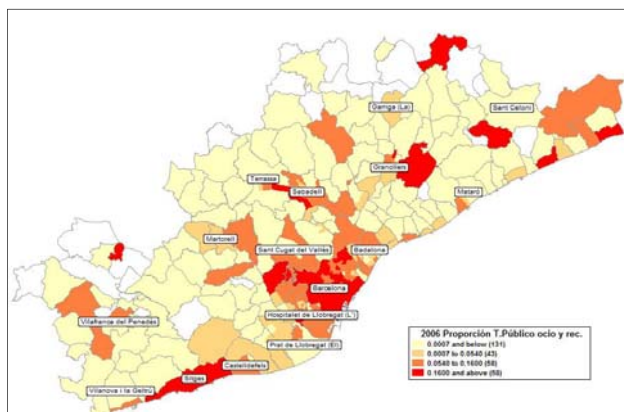 Garriga (La)
Sant Celoni
Granollers
Terrassa
Sabadell
Mataró
Martorell
Sant Cugat del Vallès
Badalona
Barcelona
Vilafranca del Penedès
Hospitalet de Llobregat (L')
Prat de Llobregat (El)
Castelldefels
Sitges
Vilanova i la Geltrú
2006 Proporción T.Público ocio y rec.
0.0007 and below (131)
0.0007 to 0.0540 (43)
0.0540 to 0.1600 (58)
0.1600 and above (58)